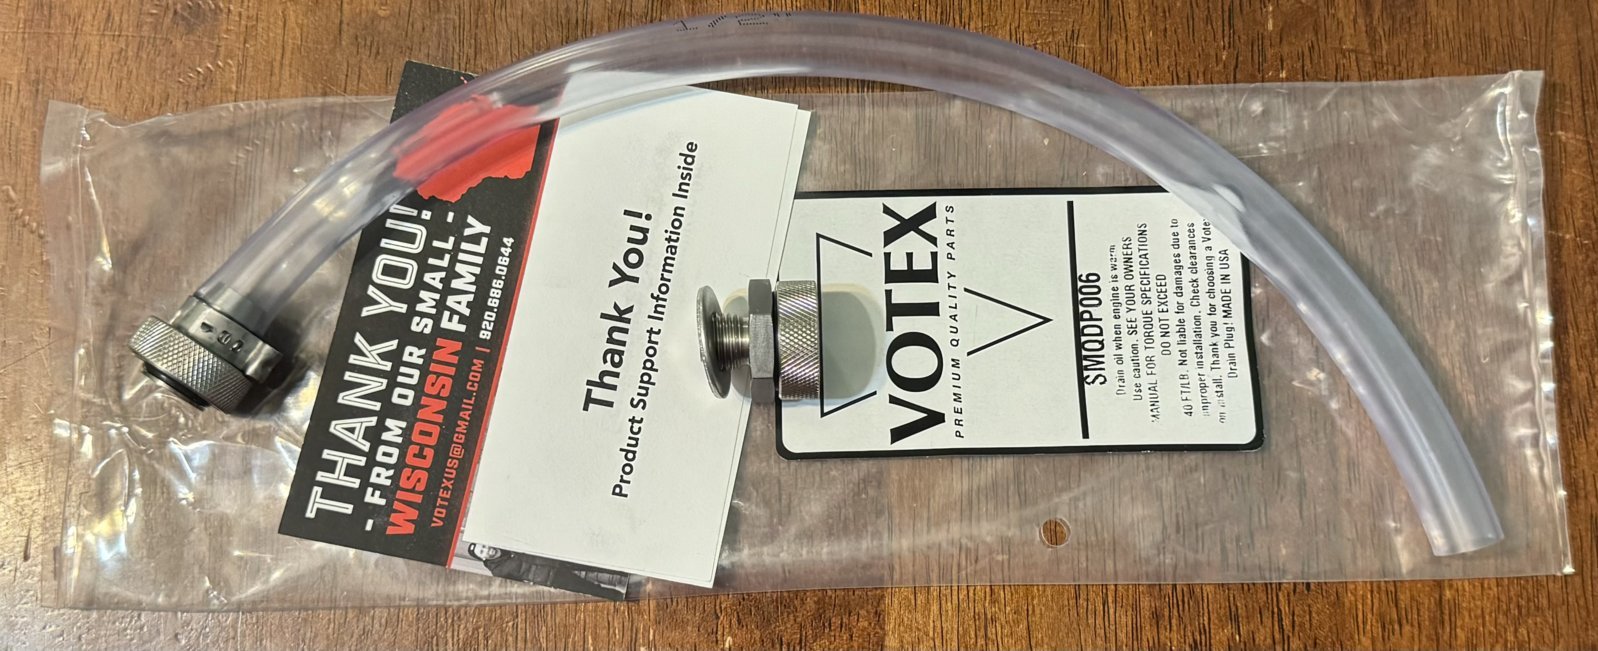 THANK YOU!
- FROM OUR SMALL -
WISCONSIN FAMILY
VOTEXUS@GMAIL.COM | 920.686.0644
Thank You!
Product Support Information Inside
VOTEX
PREMIUM QUALITY PARTS
SMQDP006
Drain oil when engine is warm
Use caution. SEE YOUR OWNERS
MANUAL FOR TORQUE SPECIFICATIONS
DO NOT EXCEED
40 FT/LB. Not liable for damages due to
improper installation. Check clearances
on install. Thank you for choosing a Vote
Drain Plug! MADE IN USA